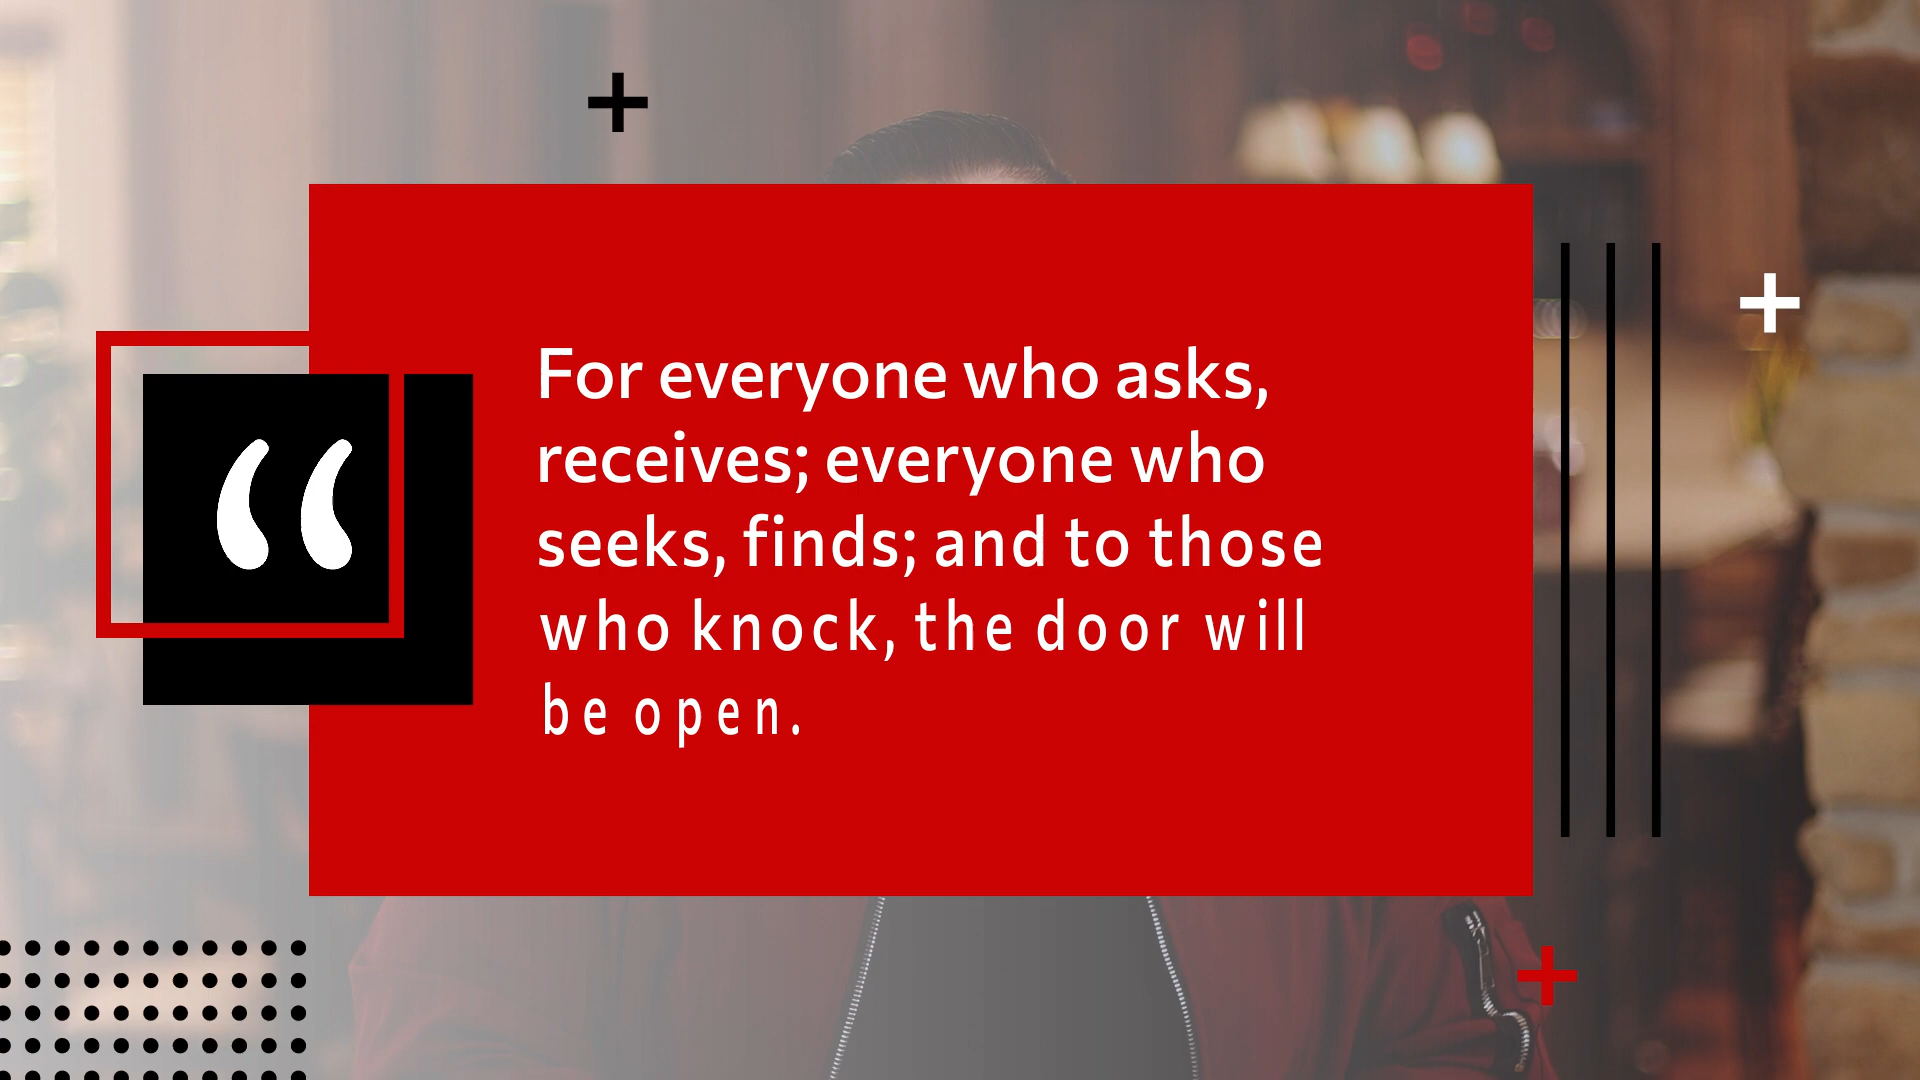 For everyone who asks,
receives; everyone who
seeks, finds; and to those
who knock, the door will
be open.